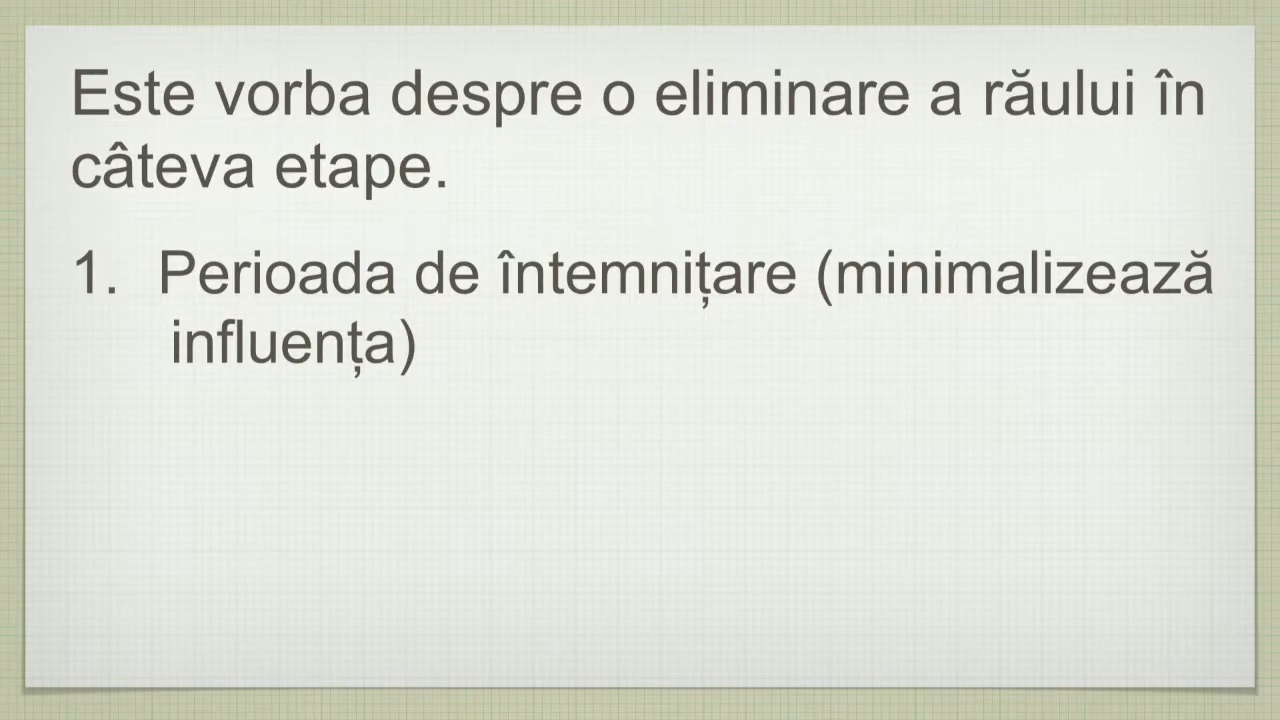 Este vorba despre o eliminare a răului în
câteva etape.
1. Perioada de întemnițare (minimalizează
influența)